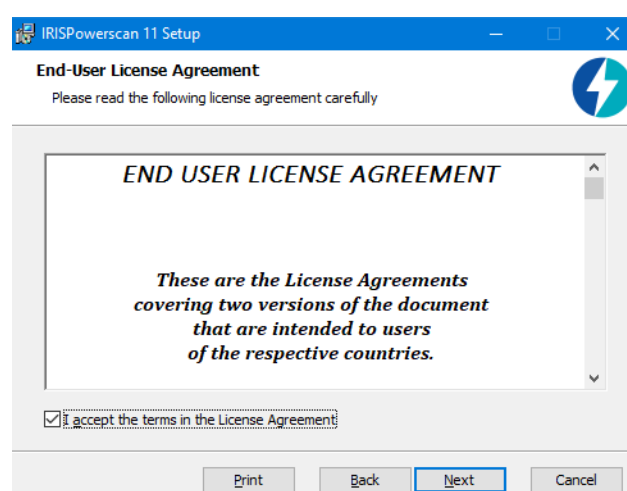 IRISPowerscan 11 Setup
End-User License Agreement
Please read the following license agreement carefully
END USER LICENSE AGREEMENT
These are the License Agreements
covering two versions of the document
that are intended to users
of the respective countries.
I accept the terms in the License Agreement
Print Back Next Cancel